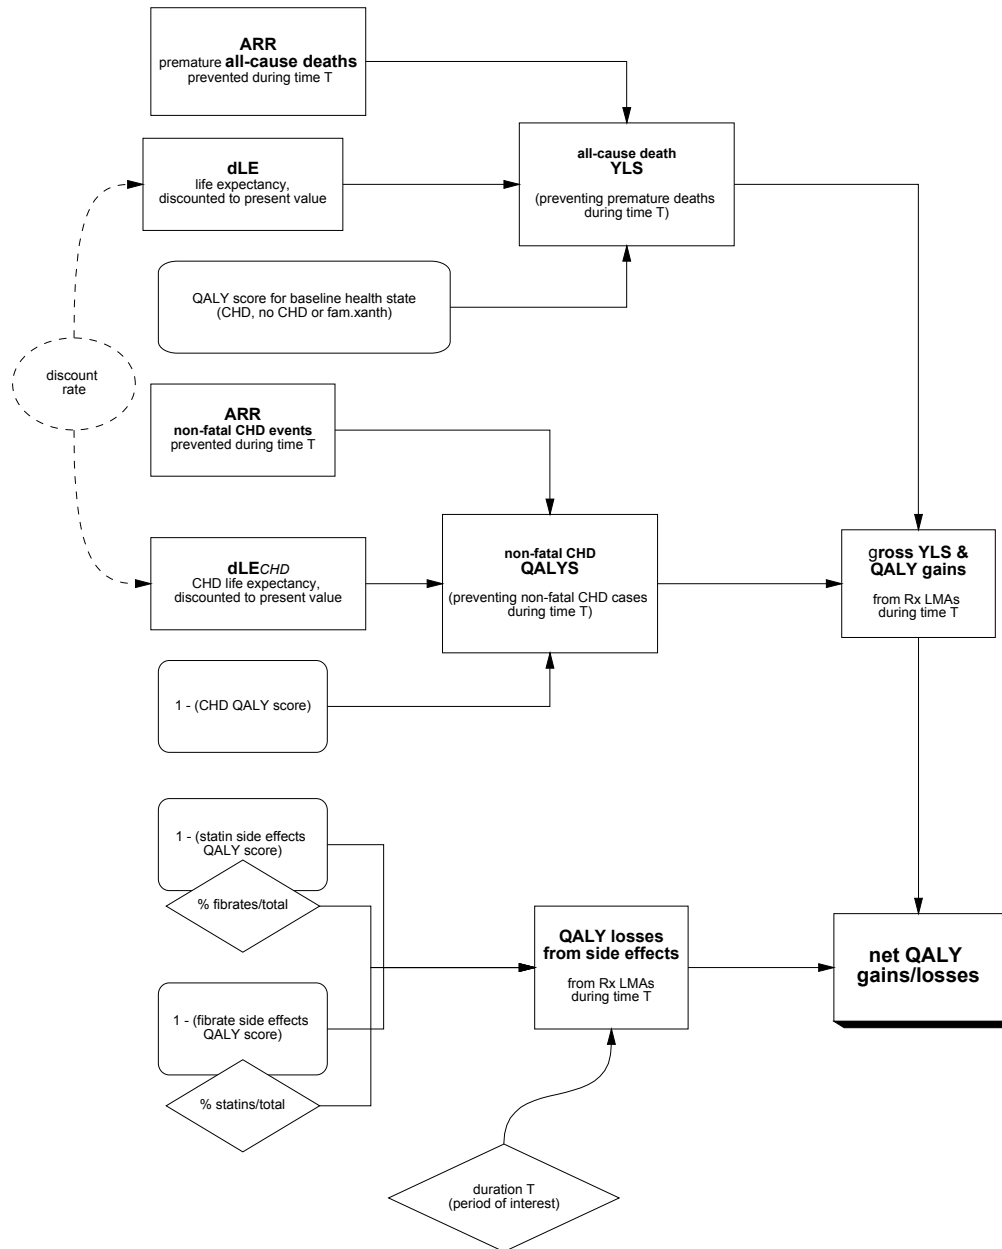 ARR
premature all-cause deaths
prevented during time T
dLE
life expectancy,
discounted to present value
all-cause death
YLS
(preventing premature deaths
during time T)
QALY score for baseline health state
(CHD, no CHD or fam.xanth)
discount
rate
ARR
non-fatal CHD events
prevented during time T
dLECHD
CHD life expectancy,
discounted to present value
non-fatal CHD
QALYS
(preventing non-fatal CHD cases
during time T)
gross YLS &
QALY gains
from Rx LMAs
during time T
1 - (CHD QALY score)
1 - (statin side effects
QALY score)
% fibrates/total
QALY losses
from side effects
from Rx LMAs
during time T
net QALY
gains/losses
1 - (fibrate side effects
QALY score)
% statins/total
duration T
(period of interest)